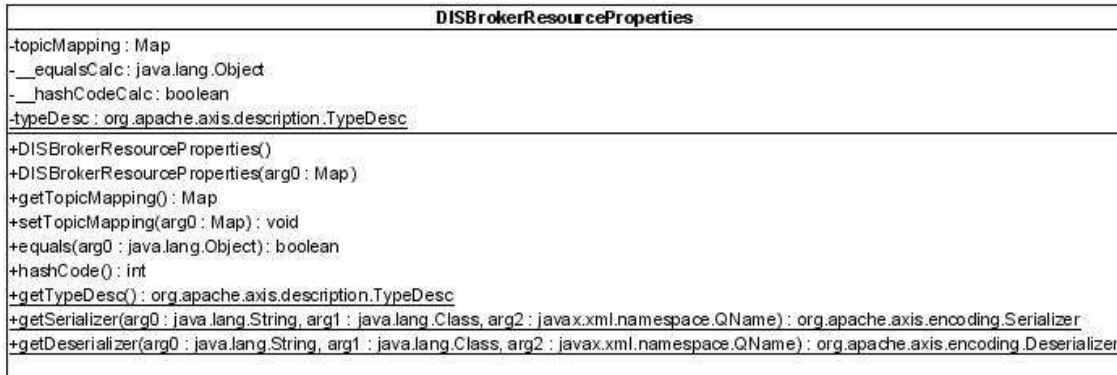 DISBrokerResourceProperties
-topicMapping : Map
-__equalsCalc : java.lang.Object
-__hashCodeCalc : boolean
-typeDesc : org.apache.axis.description.TypeDesc
+DISBrokerResourceProperties()
+DISBrokerResourceProperties(arg0 : Map)
+getTopicMapping() : Map
+setTopicMapping(arg0 : Map) : void
+equals(arg0 : java.lang.Object) : boolean
+hashCode() : int
+getTypeDesc() : org.apache.axis.description.TypeDesc
+getSerializer(arg0 : java.lang.String, arg1 : java.lang.Class, arg2 : javax.xml.namespace.QName) : org.apache.axis.encoding.Serializer
+getDeserializer(arg0 : java.lang.String, arg1 : java.lang.Class, arg2 : javax.xml.namespace.QName) : org.apache.axis.encoding.Deserializer